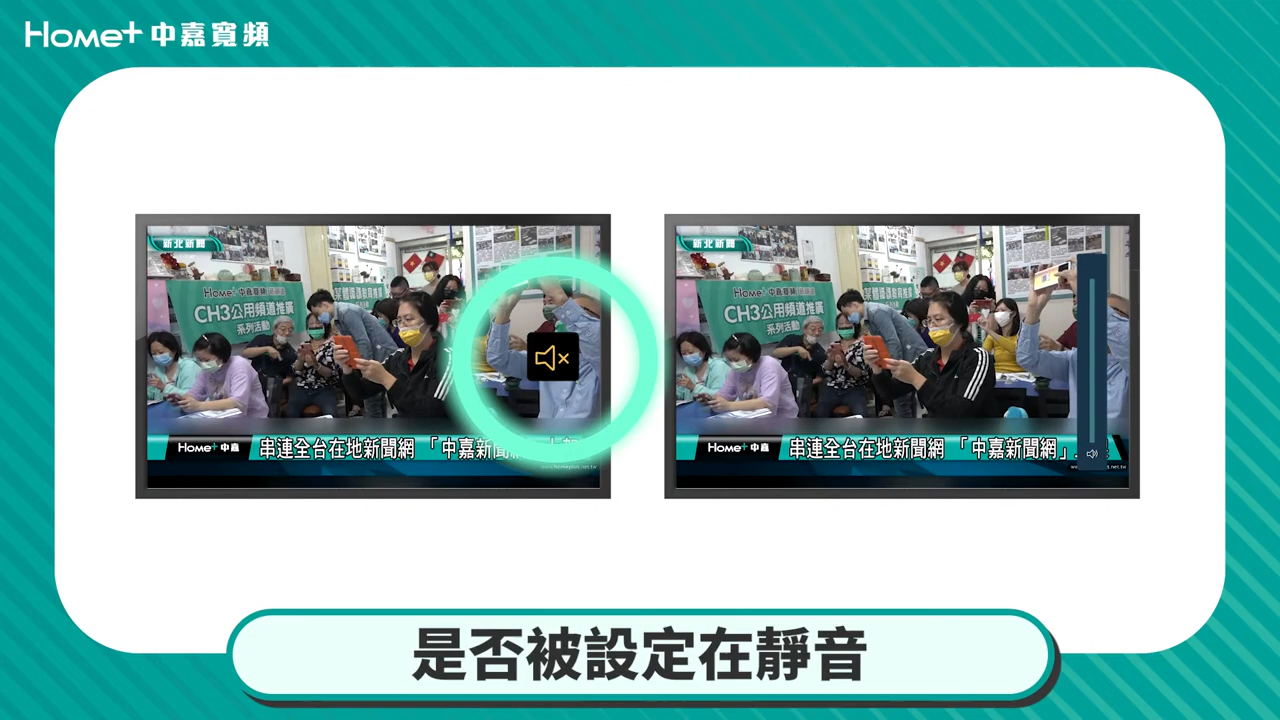 Home+ 中嘉寬頻
新北新聞
Home+ 中嘉寬頻
CH3公用頻道推廣
系列活動
Home+ 中嘉
串連全台在地新聞網 「中嘉新聞
新北新聞
Home+ 中嘉寬頻
CH3公用頻道推廣
系列活動
Home+ 中嘉
串連全台在地新聞網 「中嘉新聞網」
是否被設定在靜音